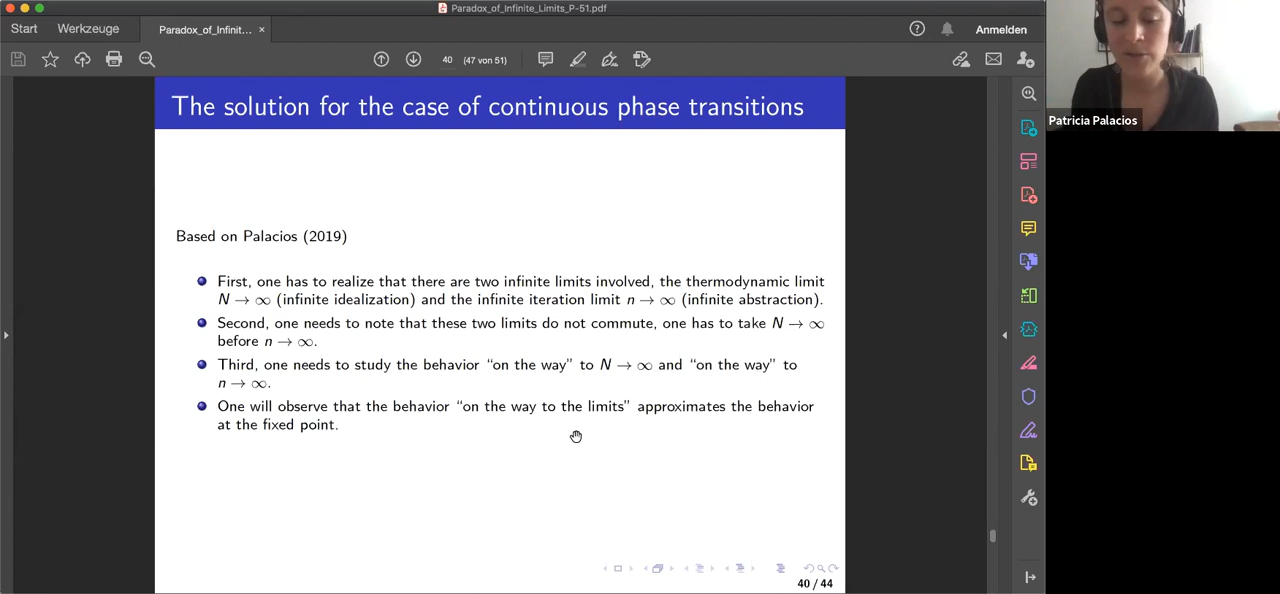 Paradox_of_Infinite_Limits_P-51.pdf
Start Werkzeuge Paradox_of_Infinit... × Anmelden
40 (47 von 51)
Patricia Palacios
The solution for the case of continuous phase transitions
Based on Palacios (2019)
First, one has to realize that there are two infinite limits involved, the thermodynamic limit
N → ∞ (infinite idealization) and the infinite iteration limit n → ∞ (infinite abstraction).
Second, one needs to note that these two limits do not commute, one has to take N → ∞
before n → ∞.
Third, one needs to study the behavior “on the way” to N → ∞ and “on the way” to
n → ∞.
One will observe that the behavior “on the way to the limits” approximates the behavior
at the fixed point.
40 / 44